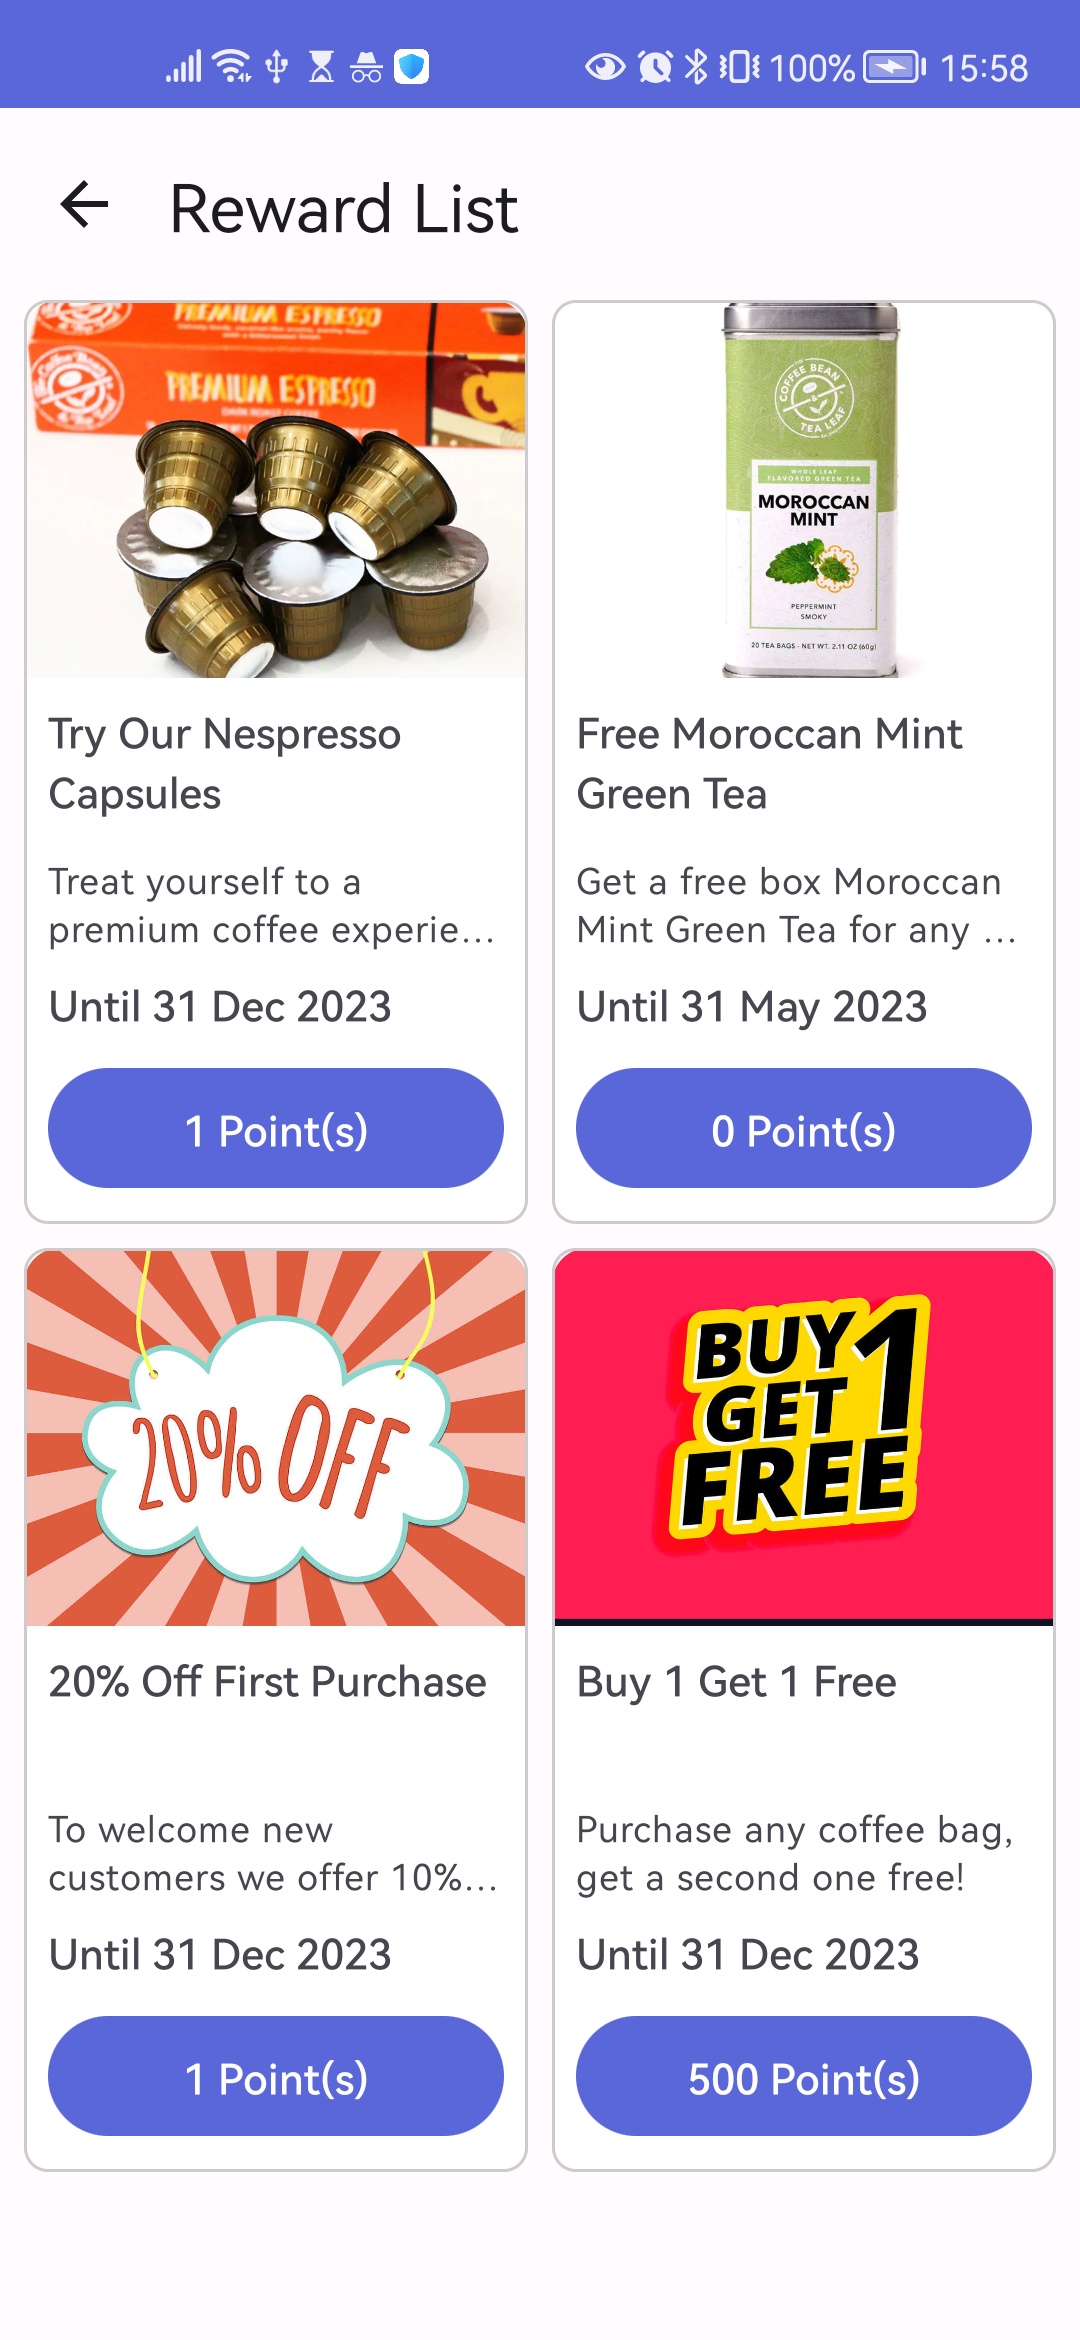 100%
15:58
Reward List
PREMIUM ESPRESSO
PREMIUM ESPRESSO
DARK ROAST COFFEE
THE COFFEE BEAN & TEA LEAF
WHOLE LEAF
FLAVORED GREEN TEA
MOROCCAN
MINT
PEPPERMINT
SMOKY
20 TEA BAGS - NET WT. 2.11 OZ (60g)
Try Our Nespresso
Capsules
Treat yourself to a
premium coffee experie...
Until 31 Dec 2023
1 Point(s)
Free Moroccan Mint
Green Tea
Get a free box Moroccan
Mint Green Tea for any ...
Until 31 May 2023
0 Point(s)
20% OFF
20% Off First Purchase
To welcome new
customers we offer 10%...
Until 31 Dec 2023
1 Point(s)
BUY 1
GET
FREE
Buy 1 Get 1 Free
Purchase any coffee bag,
get a second one free!
Until 31 Dec 2023
500 Point(s)